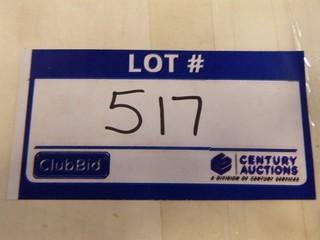 LOT #
517
ClubBid
CENTURY
AUCTIONS
A DIVISION OF CENTURY SERVICES